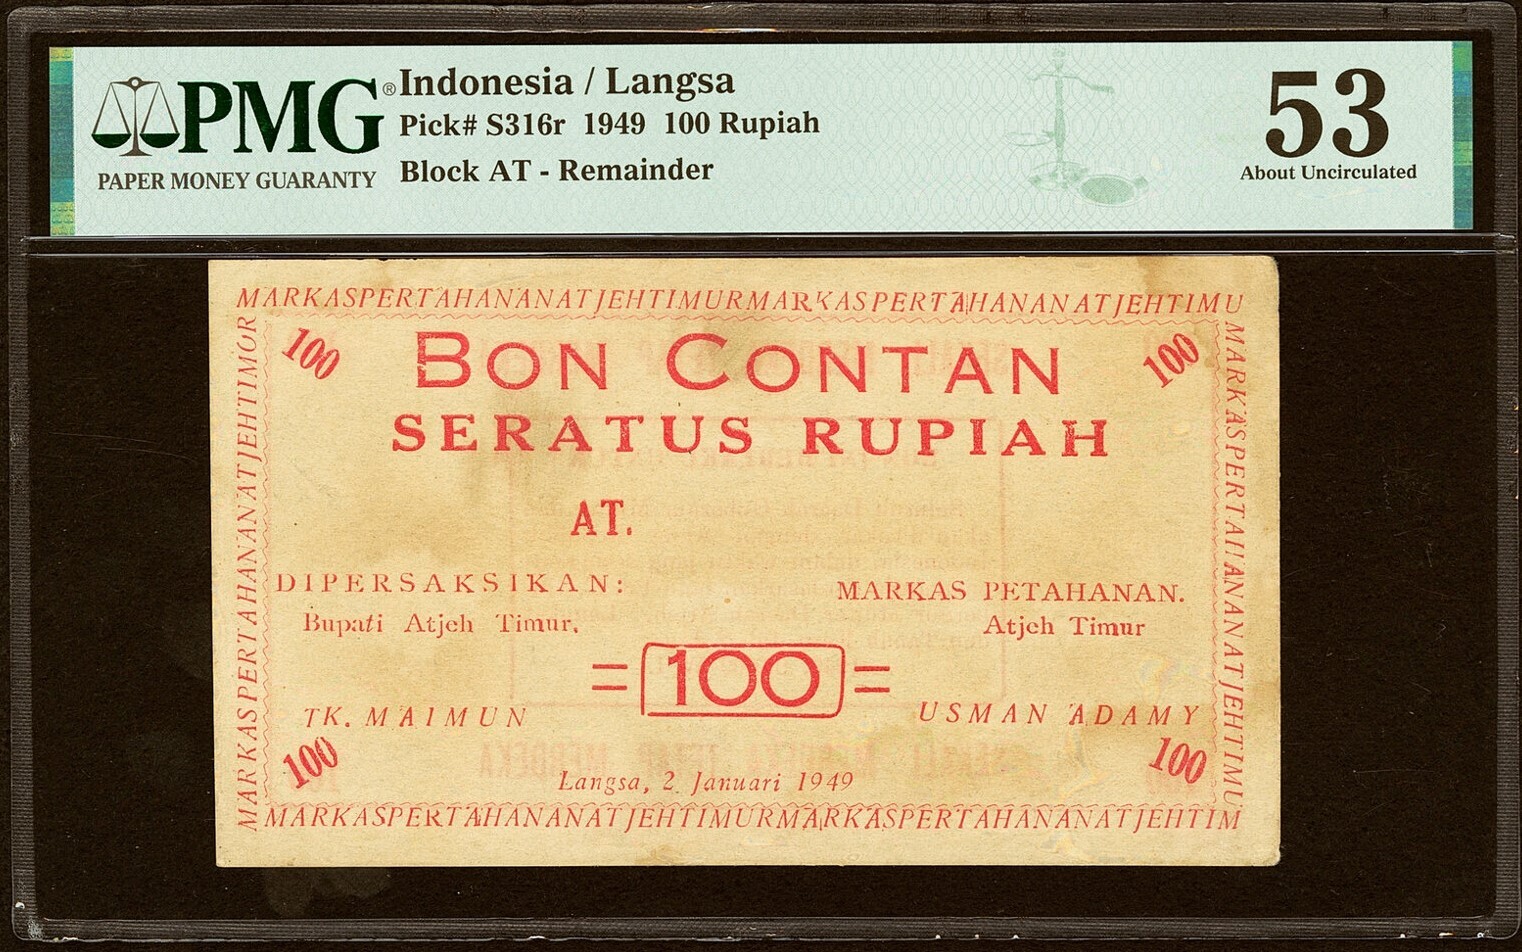 PMG®
PAPER MONEY GUARANTY
Indonesia / Langsa
Pick# S316r 1949 100 Rupiah
Block AT - Remainder
53
About Uncirculated
MARKASPERTAHANANATJEHTIMURMARKASPERTAHANANATJEHTIMU
MARKASPERTAHANANATJEHTIMOR
MARKASPERTAHANANATJEHTIMU
100
100
BON CONTAN
SERATUS RUPIAH
AT.
DIPERSAKSIKAN:
Bupati Atjeh Timur.
MARKAS PETAHANAN.
Atjeh Timur
= 100 =
TK. MAIMUN
USMAN ADAMY
100
100
Langsa, 2 Januari 1949
MARKASPERTAHANANATJEHTIMURMARKASPERTAHANANATJEHTIM